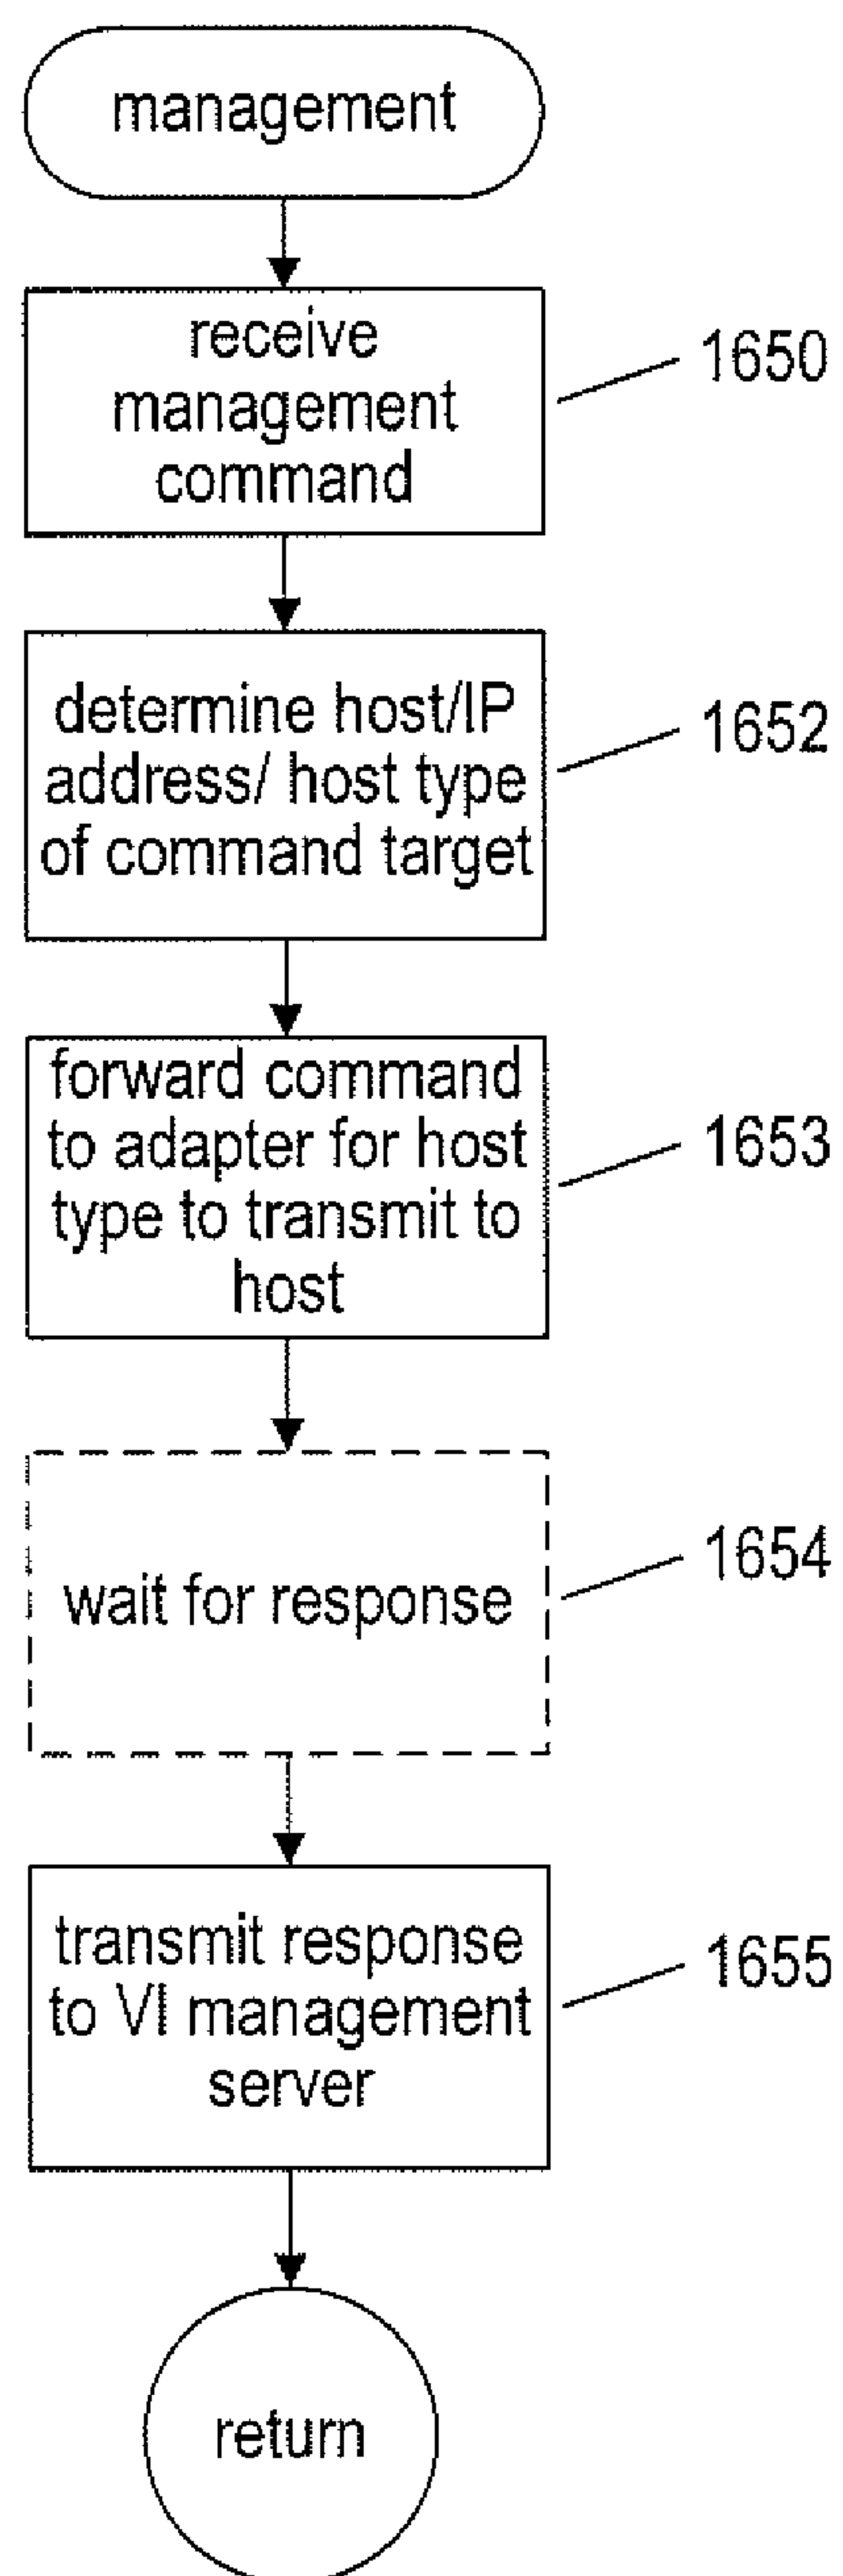 management
receive
management
command
1650
determine host/IP
address/ host type
of command target
1652
forward command
to adapter for host
type to transmit to
host
1653
wait for response
1654
transmit response
to VI management
server
1655
return